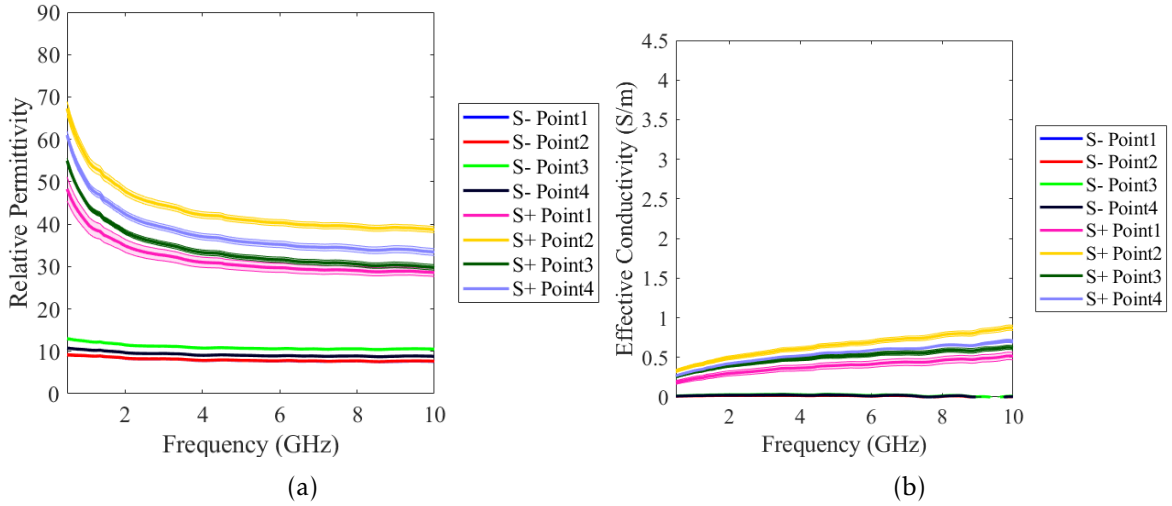 90
80
70
60
50
40
30
20
10
0
2
4
6
8
10
Relative Permittivity
Frequency (GHz)
S- Point1
S- Point2
S- Point3
S- Point4
S+ Point1
S+ Point2
S+ Point3
S+ Point4
(a)
4.5
4
3.5
3
2.5
2
1.5
1
0.5
0
2
4
6
8
10
Effective Conductivity (S/m)
Frequency (GHz)
S- Point1
S- Point2
S- Point3
S- Point4
S+ Point1
S+ Point2
S+ Point3
S+ Point4
(b)